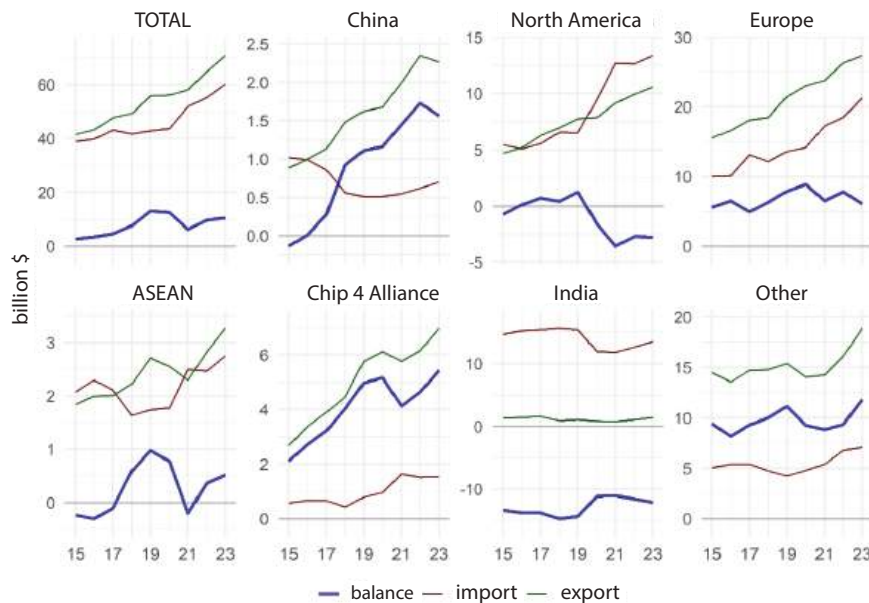 TOTAL
China
North America
Europe
60
40
20
0
2.5
2.0
1.5
1.0
0.5
0.0
15
10
5
0
-5
30
20
10
0
billion $
ASEAN
Chip 4 Alliance
India
Other
3
2
1
0
6
4
2
0
10
0
-10
20
15
10
5
0
15 17 19 21 23
15 17 19 21 23
15 17 19 21 23
15 17 19 21 23
balance import export